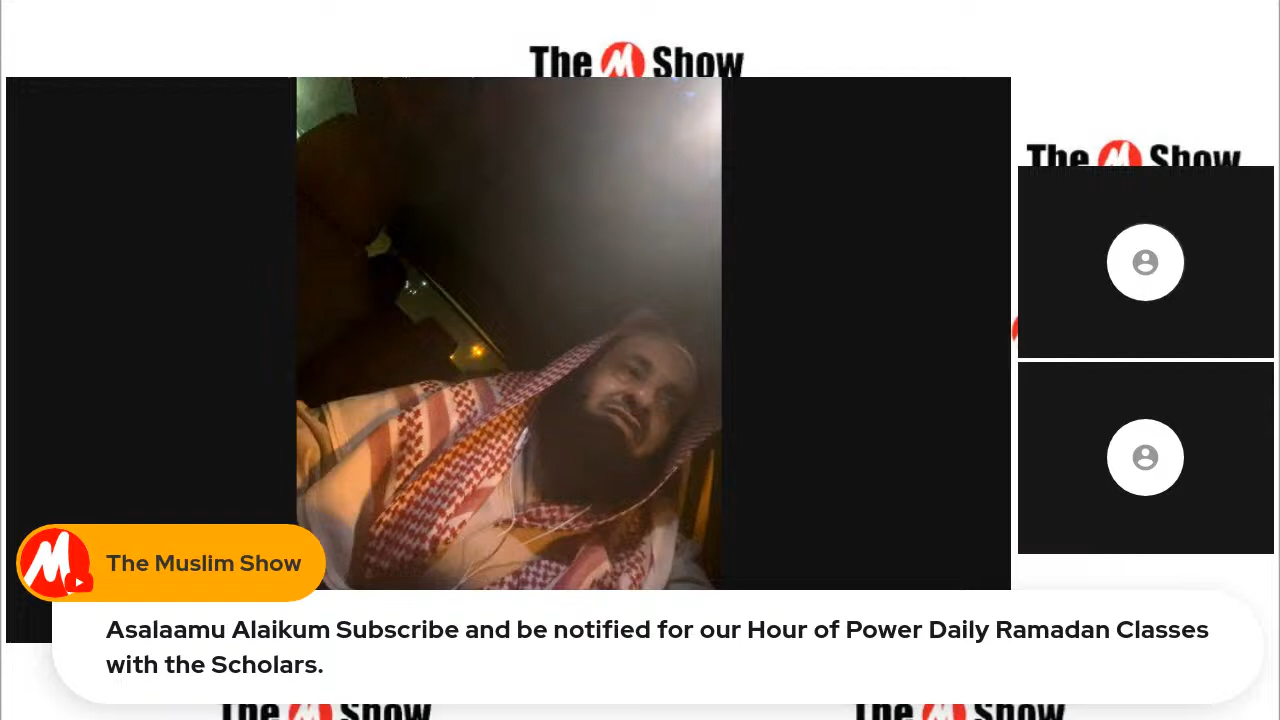 The M Show
The M Show
The Muslim Show
Asalaamu Alaikum Subscribe and be notified for our Hour of Power Daily Ramadan Classes
with the Scholars.
The M Show
The M Show